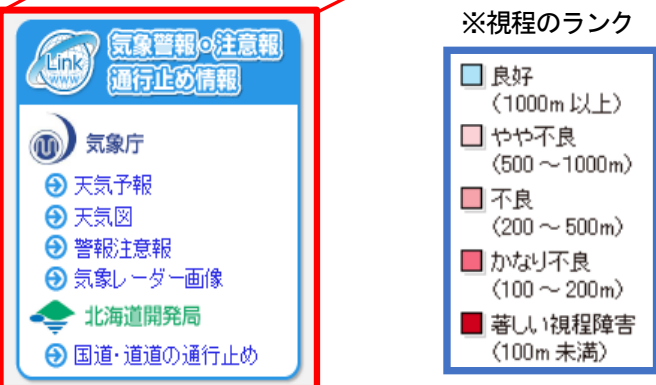 Link
www
気象警報○注意報
通行止め情報
気象庁
天気予報
天気図
警報注意報
気象レーダー画像
北海道開発局
国道・道道の通行止め
※視程のランク
良好
（1000m 以上）
やや不良
（500 ～1000m）
不良
（200 ～ 500m）
かなり不良
（100 ～ 200m）
著しい視程障害
（100m 未満）